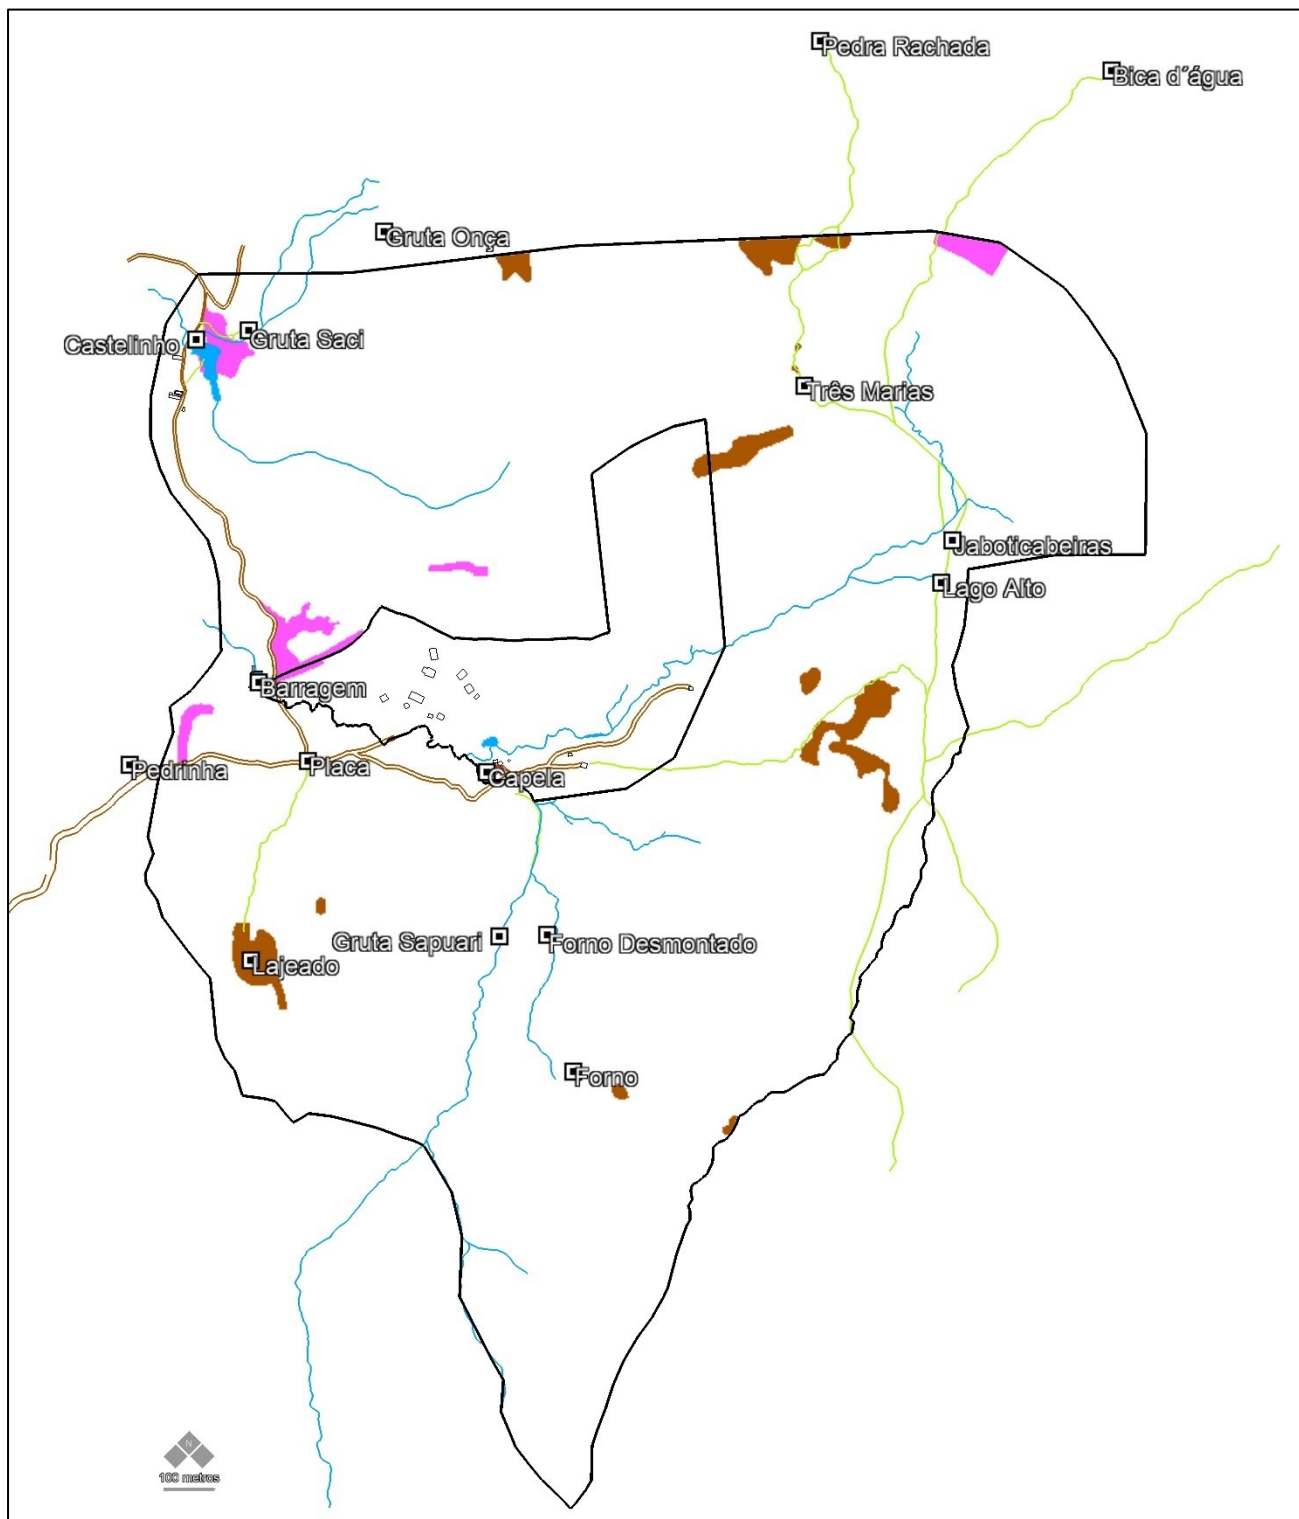 Pedra Rachada
Bica d´água
Gruta Onça
Castelinho
Gruta Saci
Três Marias
Jaboticabeiras
Lago Alto
Barragem
Pedrinha
Placa
Capela
Gruta Sapuari
Forno Desmontado
Lajeado
Forno
N
100 metros